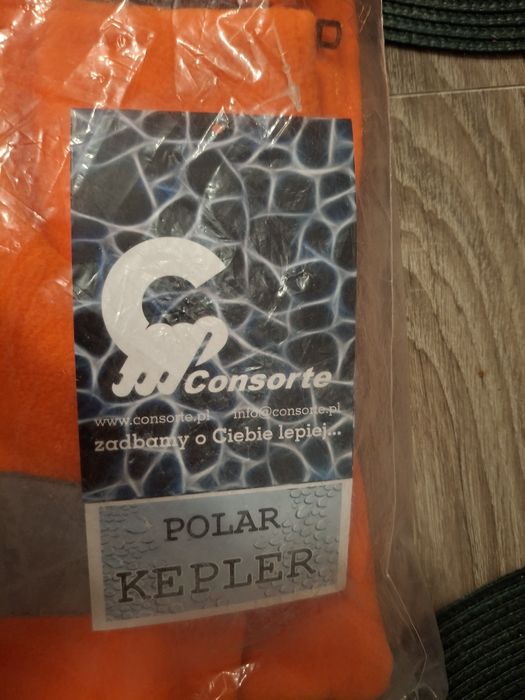 Consorte
www.consorte.pl info@consorte.pl
zadbamy o Ciebie lepiej...
POLAR
KEPLER